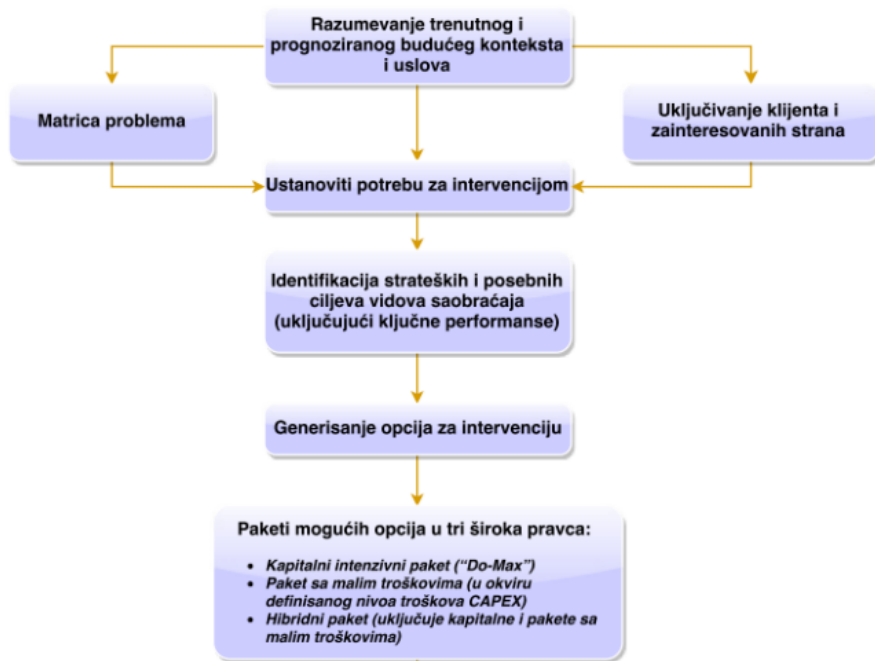 Razumevanje trenutnog i
prognoziranog budućeg konteksta
i uslova
Matrica problema
Uključivanje klijenta i
zainteresovanih strana
Ustanoviti potrebu za intervencijom
Identifikacija strateških i posebnih
ciljeva vidova saobraćaja
(uključujući ključne performanse)
Generisanje opcija za intervenciju
Paketi mogućih opcija u tri široka pravca:
• Kapitalni intenzivni paket (“Do-Max”)
• Paket sa malim troškovima (u okviru
definisanog nivoa troškova CAPEX)
• Hibridni paket (uključuje kapitalne i pakete sa
malim troškovima)